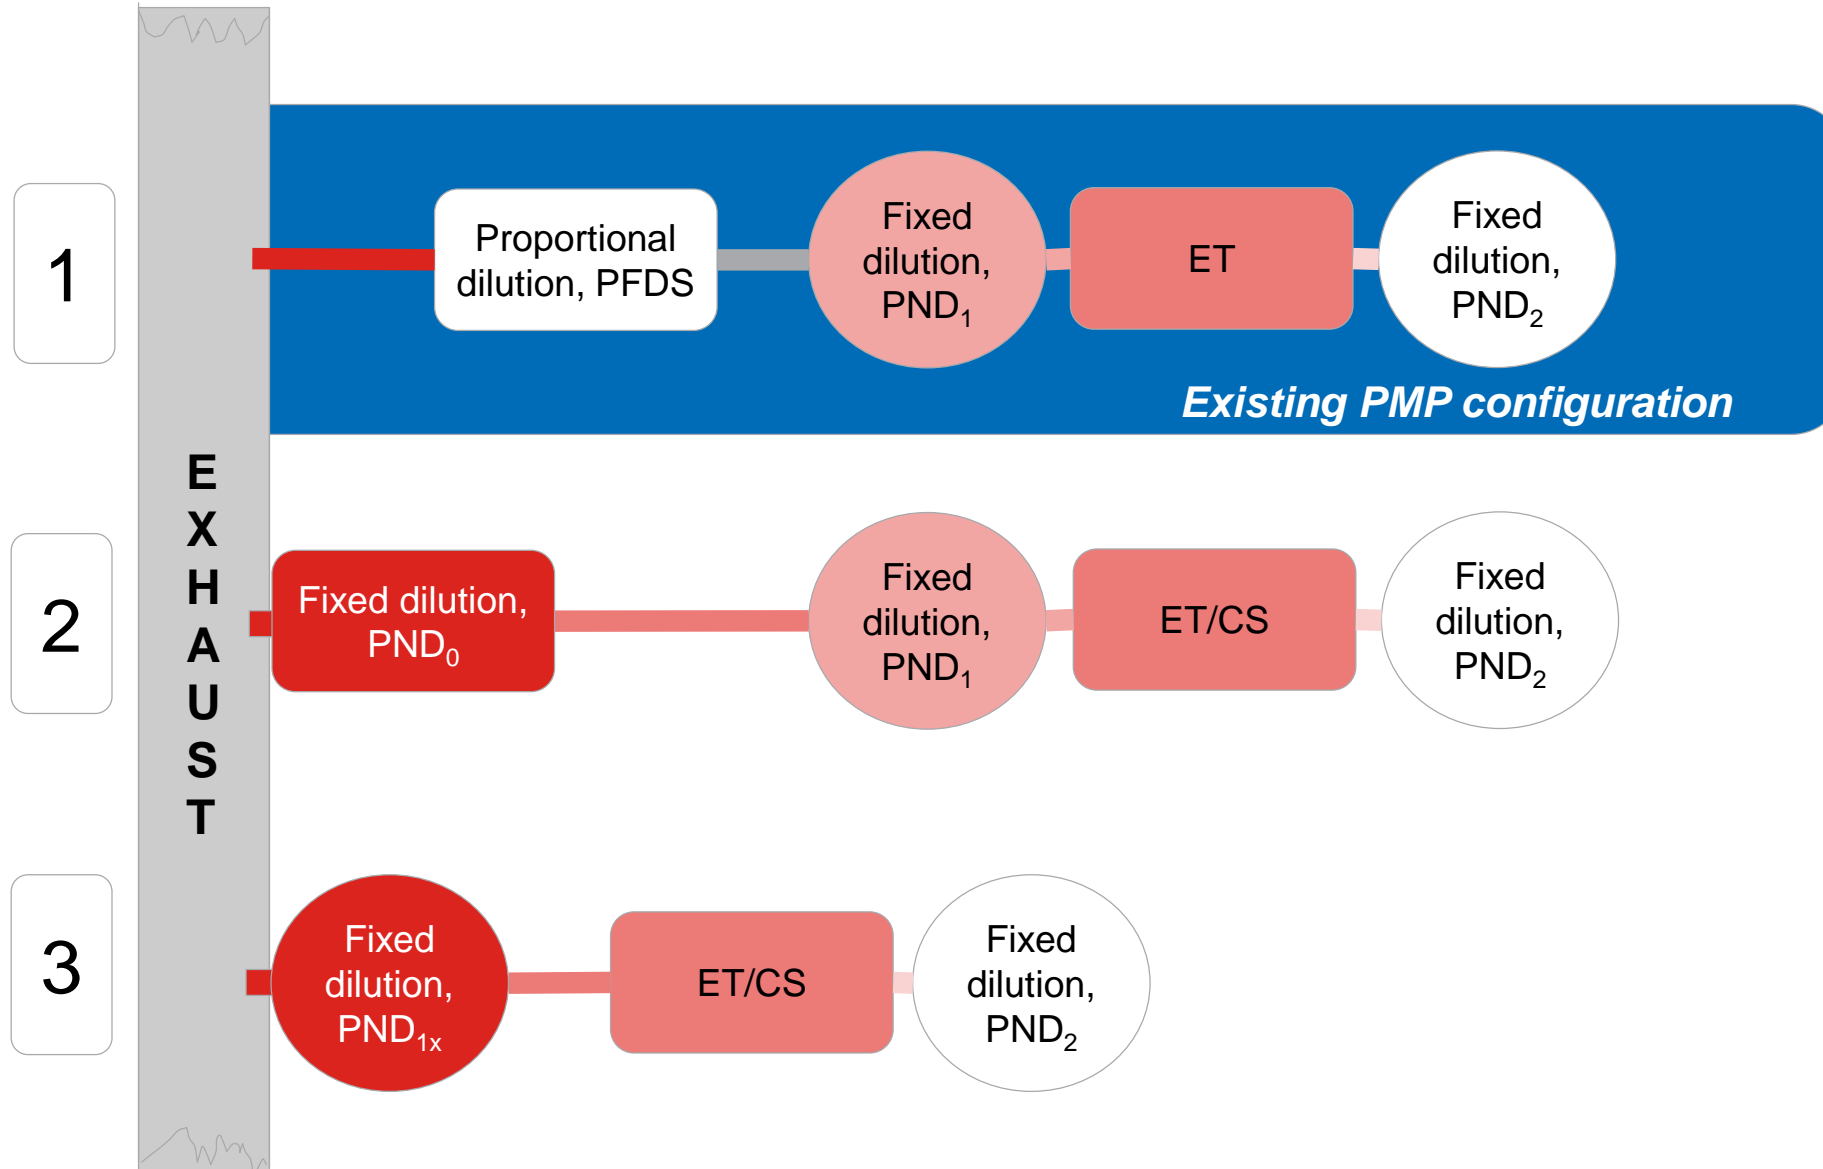 E
X
H
A
U
S
T
1
Proportional
dilution, PFDS
Fixed
dilution,
PND₁
ET
Fixed
dilution,
PND₂
Existing PMP configuration
2
Fixed dilution,
PND₀
Fixed
dilution,
PND₁
ET/CS
Fixed
dilution,
PND₂
3
Fixed
dilution,
PND₁ₓ
ET/CS
Fixed
dilution,
PND₂